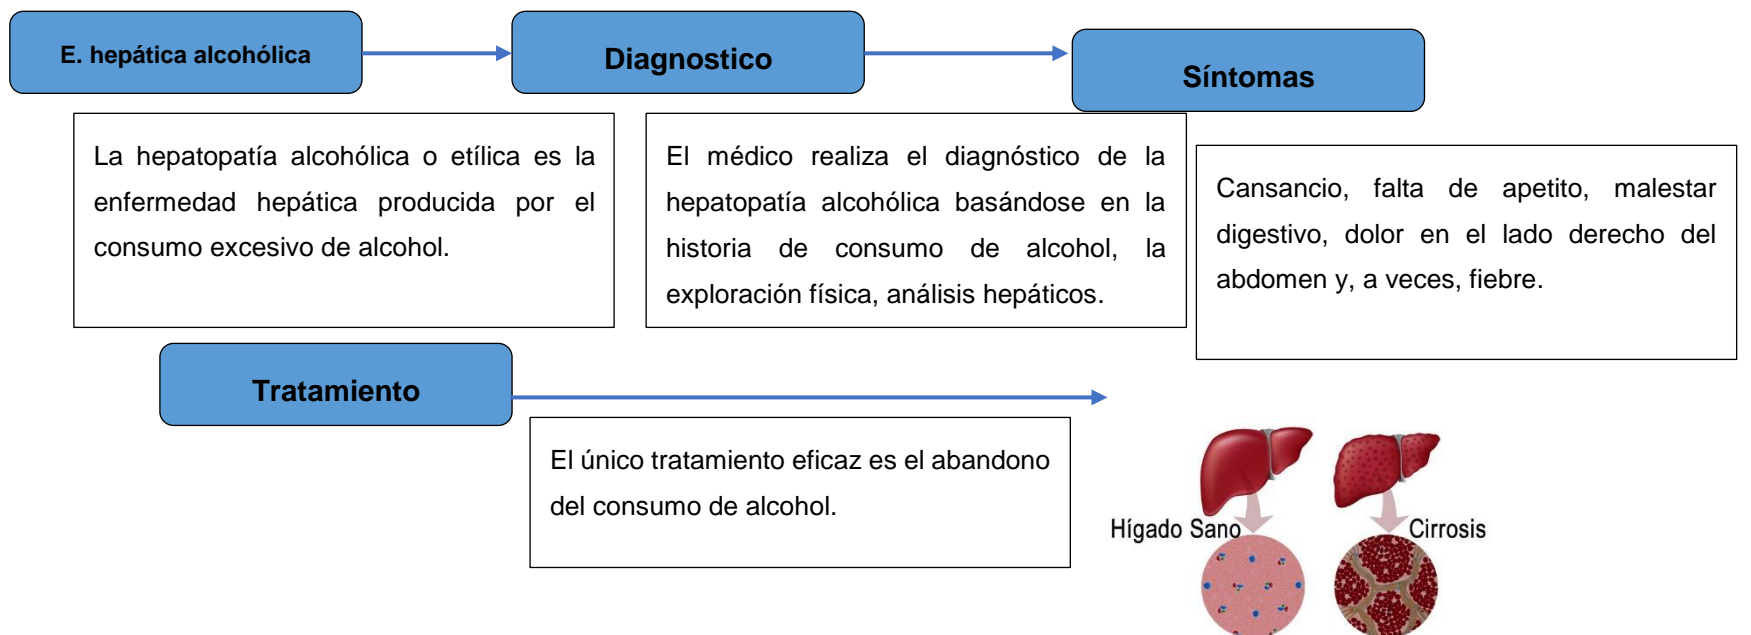 E. hepática alcohólica
Diagnostico
Síntomas
La hepatopatía alcohólica o etílica es la
enfermedad hepática producida por el
consumo excesivo de alcohol.
El médico realiza el diagnóstico de la
hepatopatía alcohólica basándose en la
historia de consumo de alcohol, la
exploración física, análisis hepáticos.
Cansancio, falta de apetito, malestar
digestivo, dolor en el lado derecho del
abdomen y, a veces, fiebre.
Tratamiento
El único tratamiento eficaz es el abandono
del consumo de alcohol.
Hígado Sano
Cirrosis